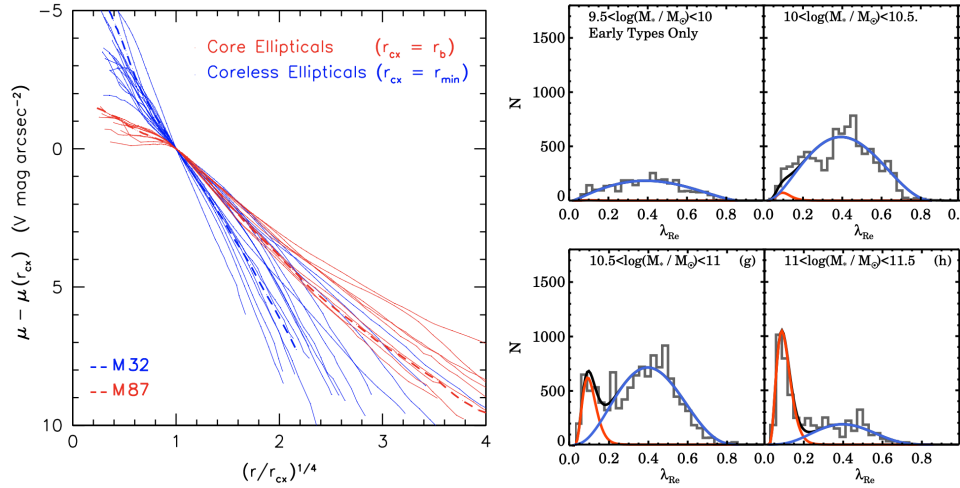 -5
0
5
10
0
1
2
3
4
μ − μ(r_cx) (V mag arcsec⁻²)
(r/r_cx)^1/4
Core Ellipticals (r_cx = r_b)
Coreless Ellipticals (r_cx = r_min)
M32
M87
9.5<log(M_*/M_⊙)<10
Early Types Only
1500
1000
500
0
N
0.0 0.2 0.4 0.6 0.8
λ_Re
10<log(M_*/M_⊙)<10.5.
0.0 0.2 0.4 0.6 0.8
λ_Re
10.5<log(M_*/M_⊙)<11 (g)
1500
1000
500
0
N
0.0 0.2 0.4 0.6 0.8
λ_Re
11<log(M_*/M_⊙)<11.5 (h)
0.0 0.2 0.4 0.6 0.8
λ_Re